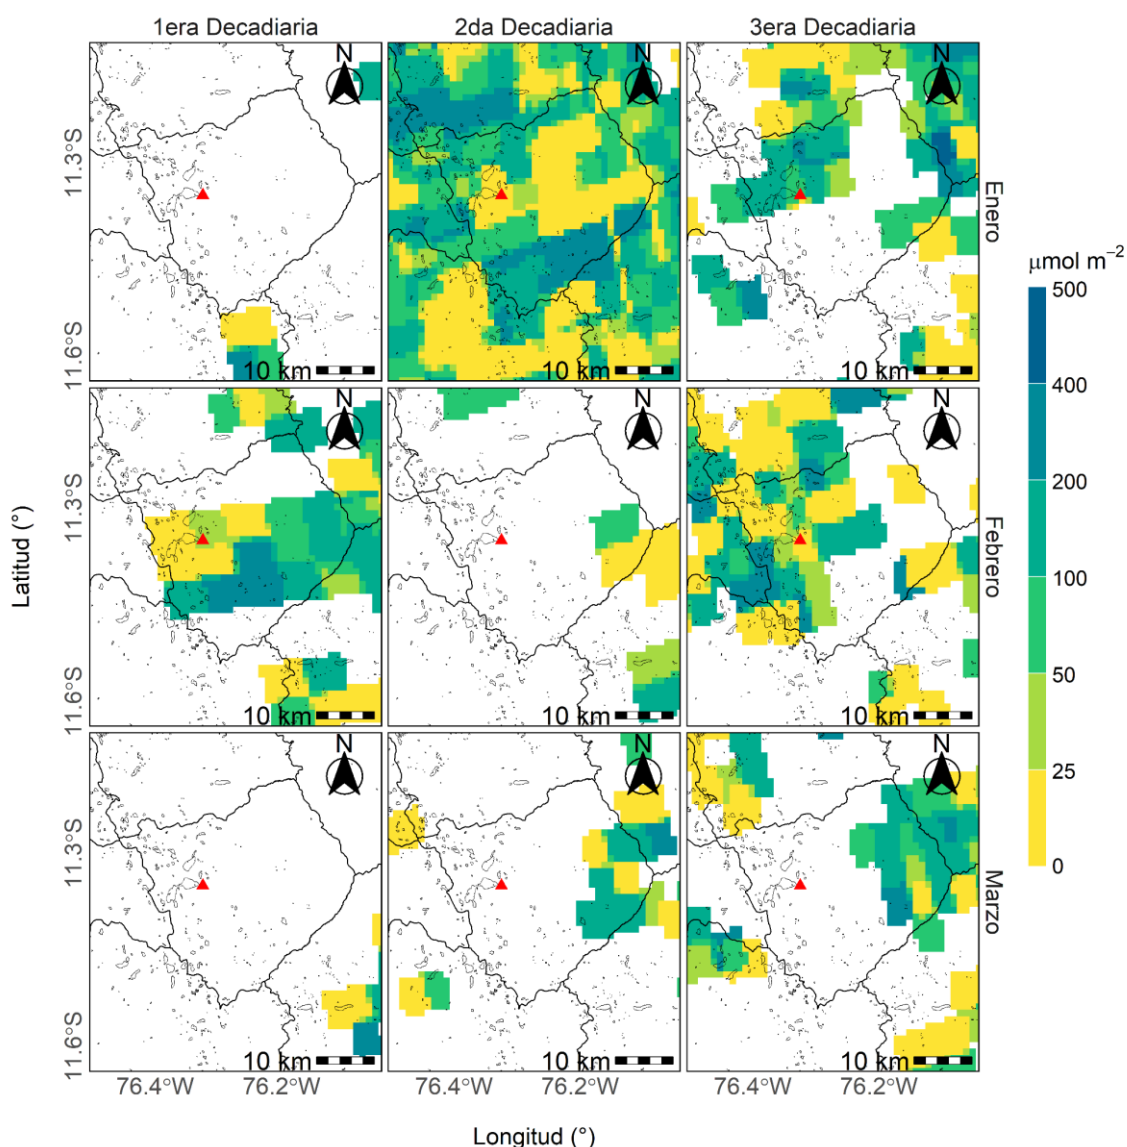 1era Decadiaria 2da Decadiaria 3era Decadiaria
N N N
11.3°S
Enero
11.6°S
10 km 10 km 10 km
μmol m⁻²
500
400
200
100
50
25
0
N N N
11.3°S
Latitud (°)
Febrero
11.6°S
10 km 10 km 10 km
N N N
11.3°S
Marzo
11.6°S
10 km 10 km 10 km
76.4°W 76.2°W 76.4°W 76.2°W 76.4°W 76.2°W
Longitud (°)